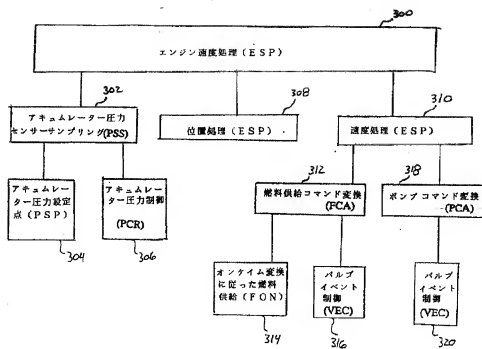 300
エンジン速度処理(ESP)
302
アキュムレーター圧力
センサーサンプリング(PSS)
308
位置処理(ESP)
310
速度処理(ESP)
アキュムレー
ター圧力設定
点(PSP)
304
アキュムレー
ター圧力制御
(PCR)
306
312
燃料供給コマンド変換
(FCA)
318
ポンプコマンド変換
(PCA)
オンタイム変換
に従った燃料
供給(FON)
314
バルブ
イベント
制御
(VEC)
316
バルブ
イベント
制御
(VEC)
320